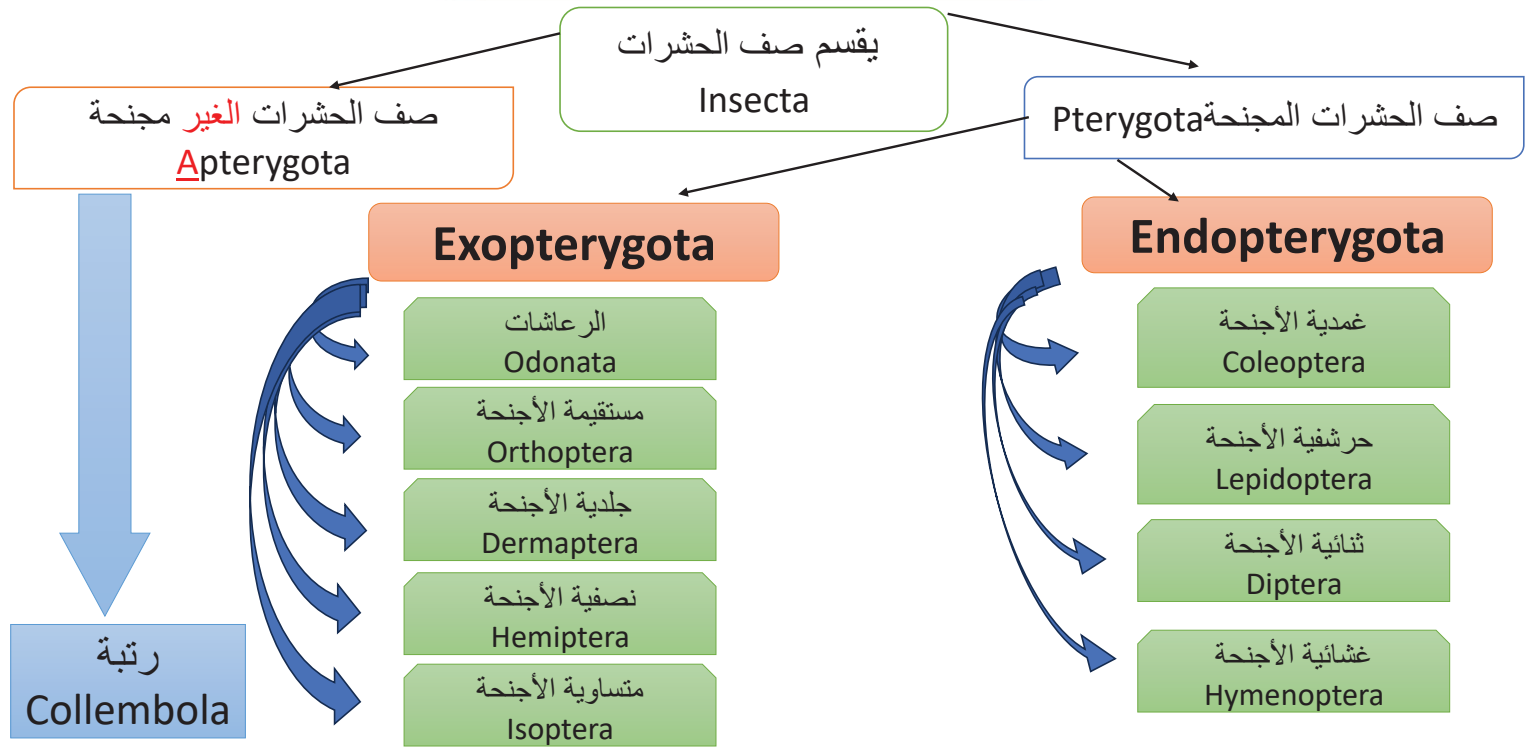 يقسم صف الحشرات
Insecta
صف الحشرات المجنحة Pterygota
صف الحشرات الغير مجنحة
Apterygota
Endopterygota
غمدية الأجنحة
Coleoptera
حرشفية الأجنحة
Lepidoptera
ثنائية الأجنحة
Diptera
غشائية الأجنحة
Hymenoptera
Exopterygota
الرعاشات
Odonata
مستقيمة الأجنحة
Orthoptera
جلدية الأجنحة
Dermaptera
نصفية الأجنحة
Hemiptera
متساوية الأجنحة
Isoptera
رتبة
Collembola